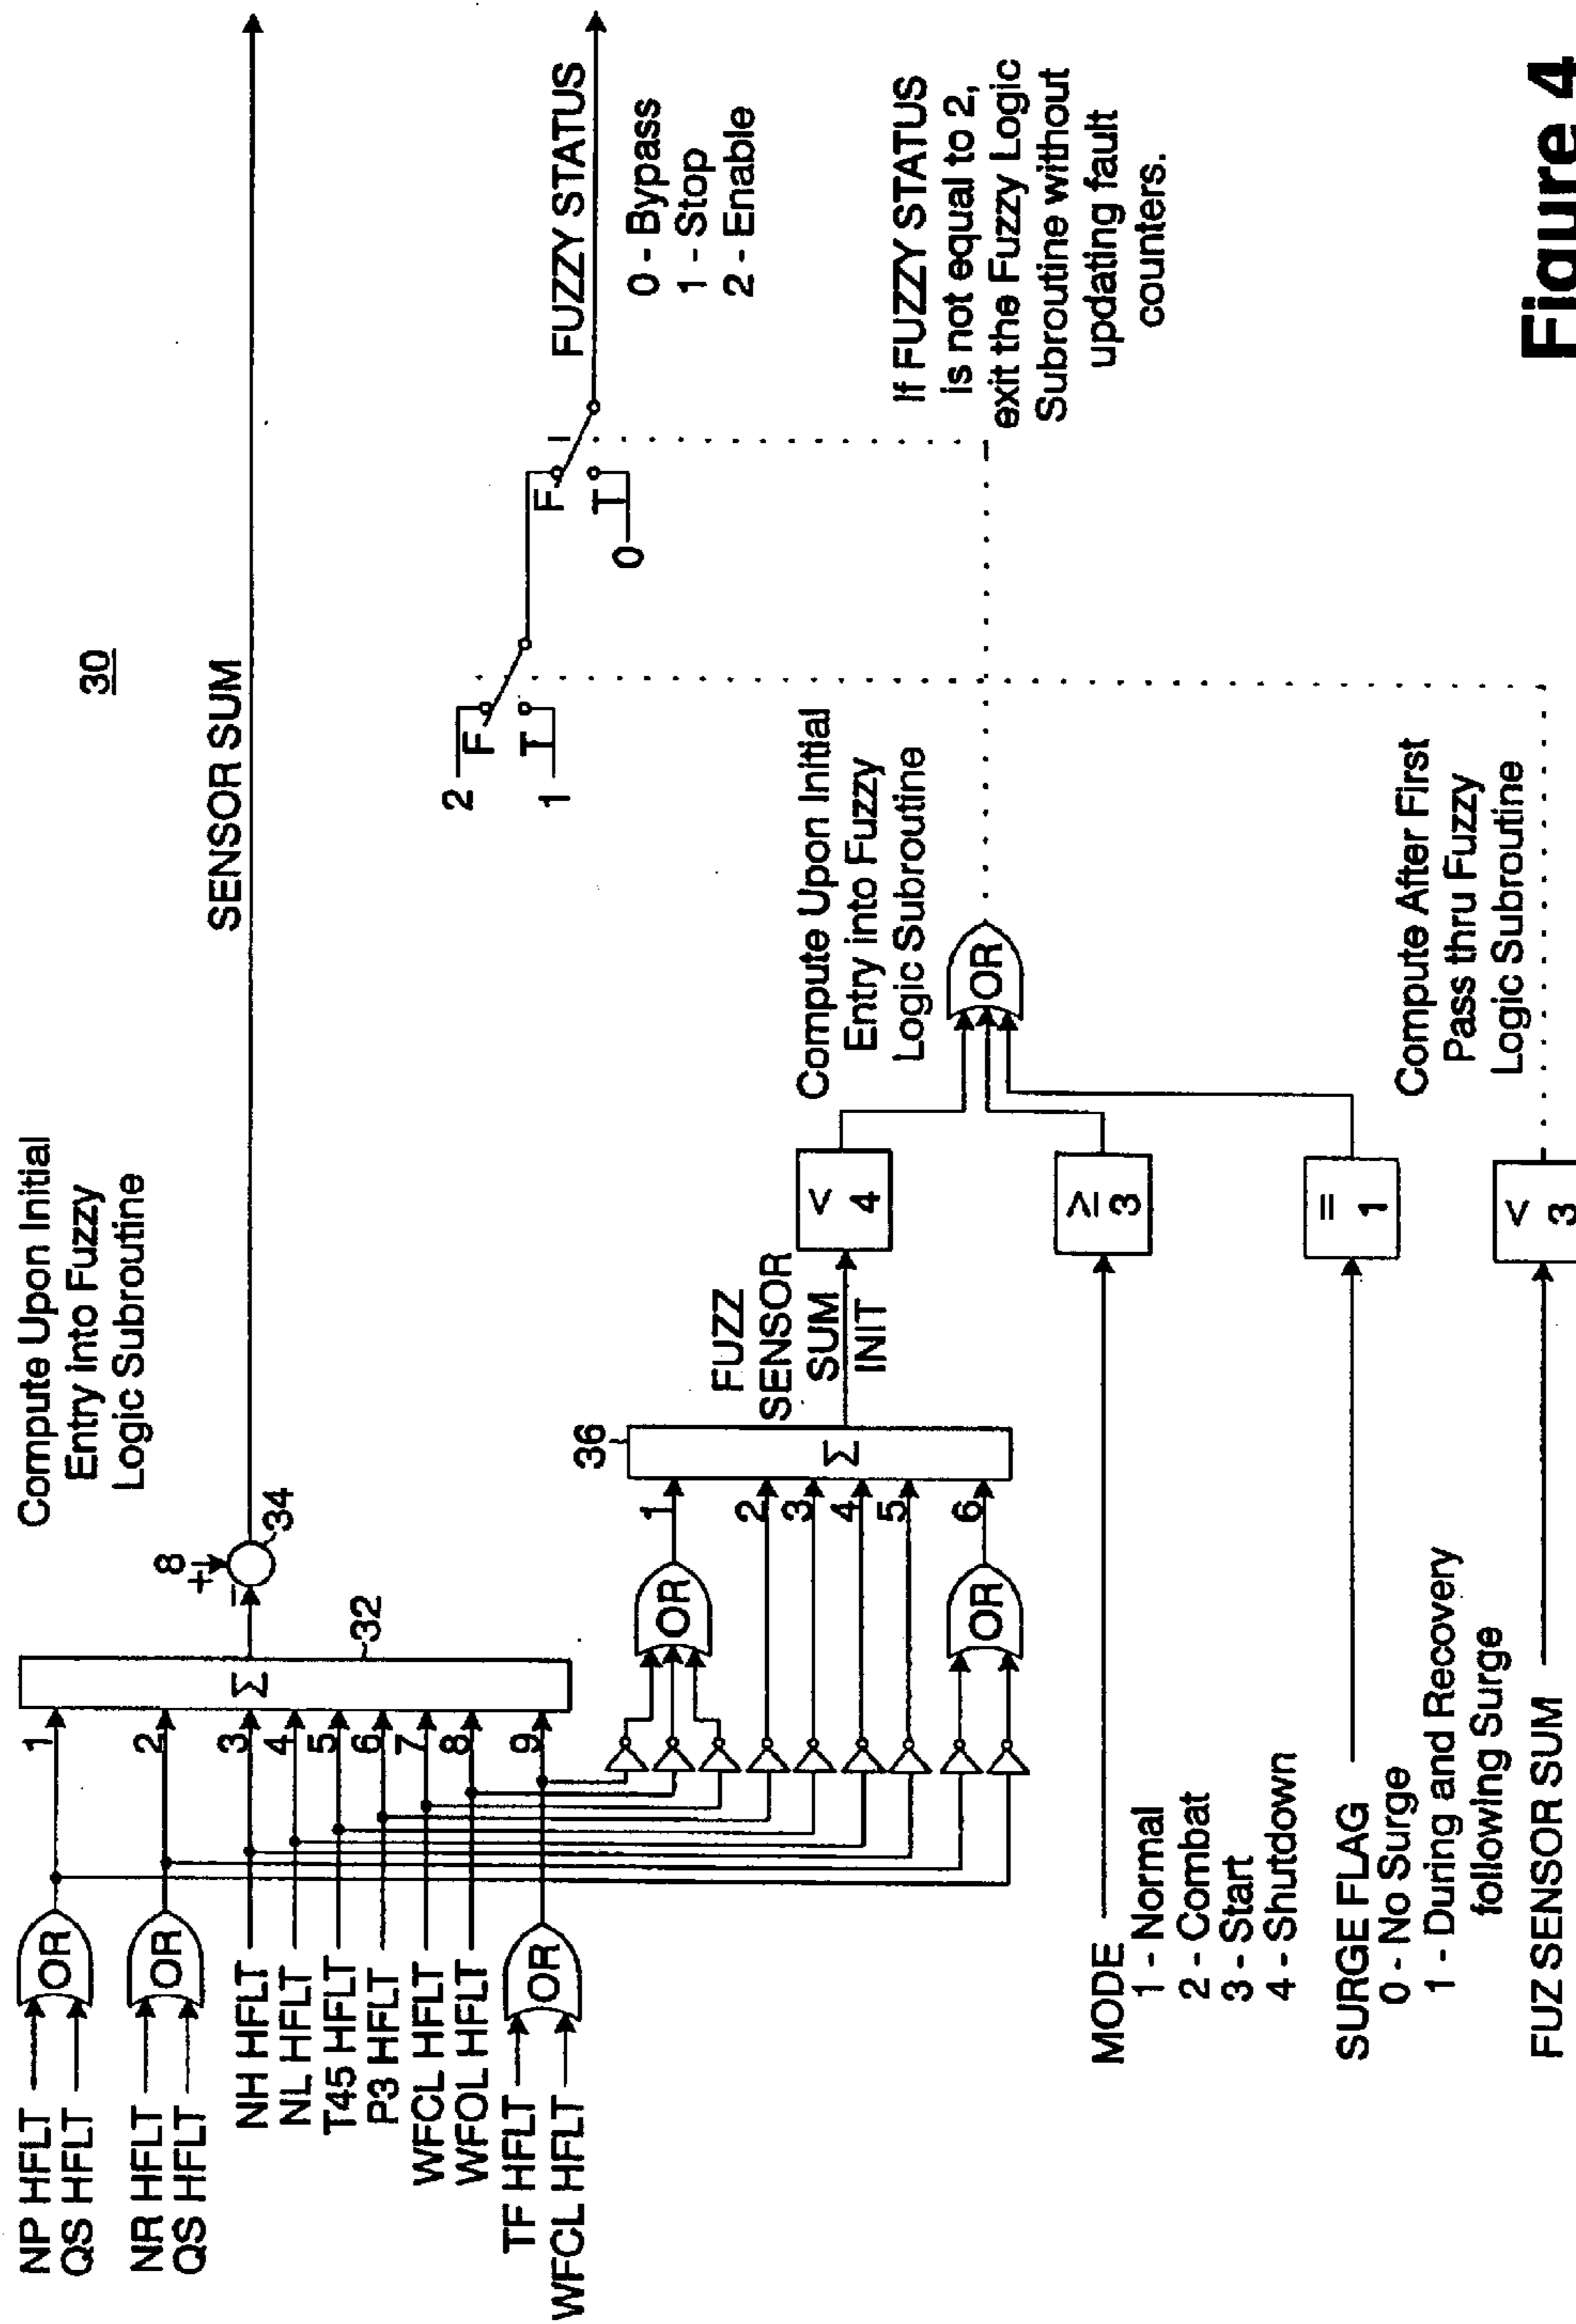 30
Compute Upon Initial
Entry into Fuzzy
Logic Subroutine
NP HFLT
QS HFLT
OR
NR HFLT
QS HFLT
OR
NH HFLT
NL HFLT
T45 HFLT
P3 HFLT
WFCL HFLT
WFOL HFLT
TF HFLT
WFCL HFLT
OR
1
2
3
4
5
6
7
8
9
Σ
32
8
+
−
34
SENSOR SUM
OR
OR
1
2
3
4
5
6
36
Σ
FUZZ
SENSOR
SUM
INIT
<
4
Compute Upon Initial
Entry into Fuzzy
Logic Subroutine
OR
2
F
T
1
F
T
0
FUZZY STATUS
0 - Bypass
1 - Stop
2 - Enable
If FUZZY STATUS
is not equal to 2,
exit the Fuzzy Logic
Subroutine without
updating fault
counters.
MODE
1 - Normal
2 - Combat
3 - Start
4 - Shutdown
≥
3
SURGE FLAG
0 - No Surge
1 - During and Recovery
following Surge
=
1
FUZ SENSOR SUM
<
3
Compute After First
Pass thru Fuzzy
Logic Subroutine
Figure 4